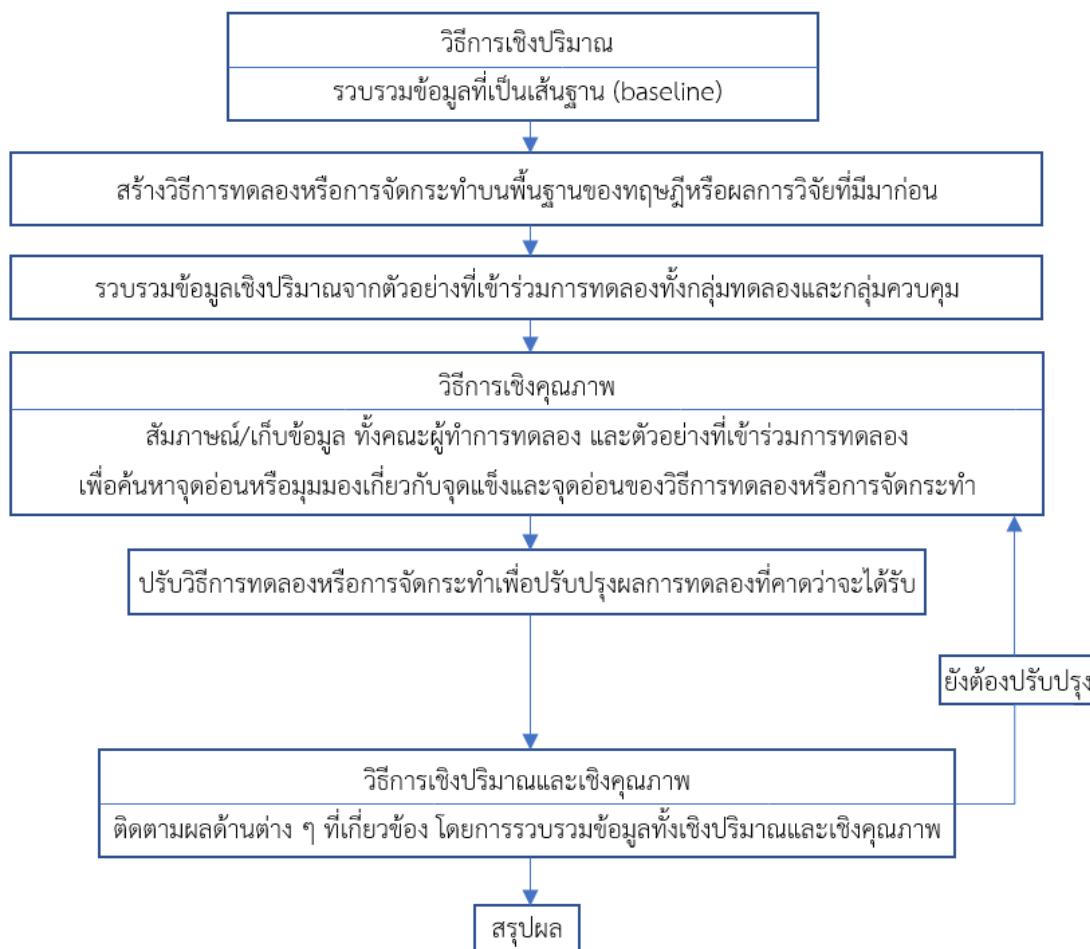 วิธีการเชิงปริมาณ
รวบรวมข้อมูลที่เป็นเส้นฐาน (baseline)
สร้างวิธีการทดลองหรือการจัดกระทำบนพื้นฐานของทฤษฎีหรือผลการวิจัยที่มีมาก่อน
รวบรวมข้อมูลเชิงปริมาณจากตัวอย่างที่เข้าร่วมการทดลองทั้งกลุ่มทดลองและกลุ่มควบคุม
วิธีการเชิงคุณภาพ
สัมภาษณ์/เก็บข้อมูล ทั้งคณะผู้ทำการทดลอง และตัวอย่างที่เข้าร่วมการทดลอง
เพื่อค้นหาจุดอ่อนหรือมุมมองเกี่ยวกับจุดแข็งและจุดอ่อนของวิธีการทดลองหรือการจัดกระทำ
ปรับวิธีการทดลองหรือการจัดกระทำเพื่อปรับปรุงผลการทดลองที่คาดว่าจะได้รับ
ยังต้องปรับปรุง
วิธีการเชิงปริมาณและเชิงคุณภาพ
ติดตามผลด้านต่าง ๆ ที่เกี่ยวข้อง โดยการรวบรวมข้อมูลทั้งเชิงปริมาณและเชิงคุณภาพ
สรุปผล